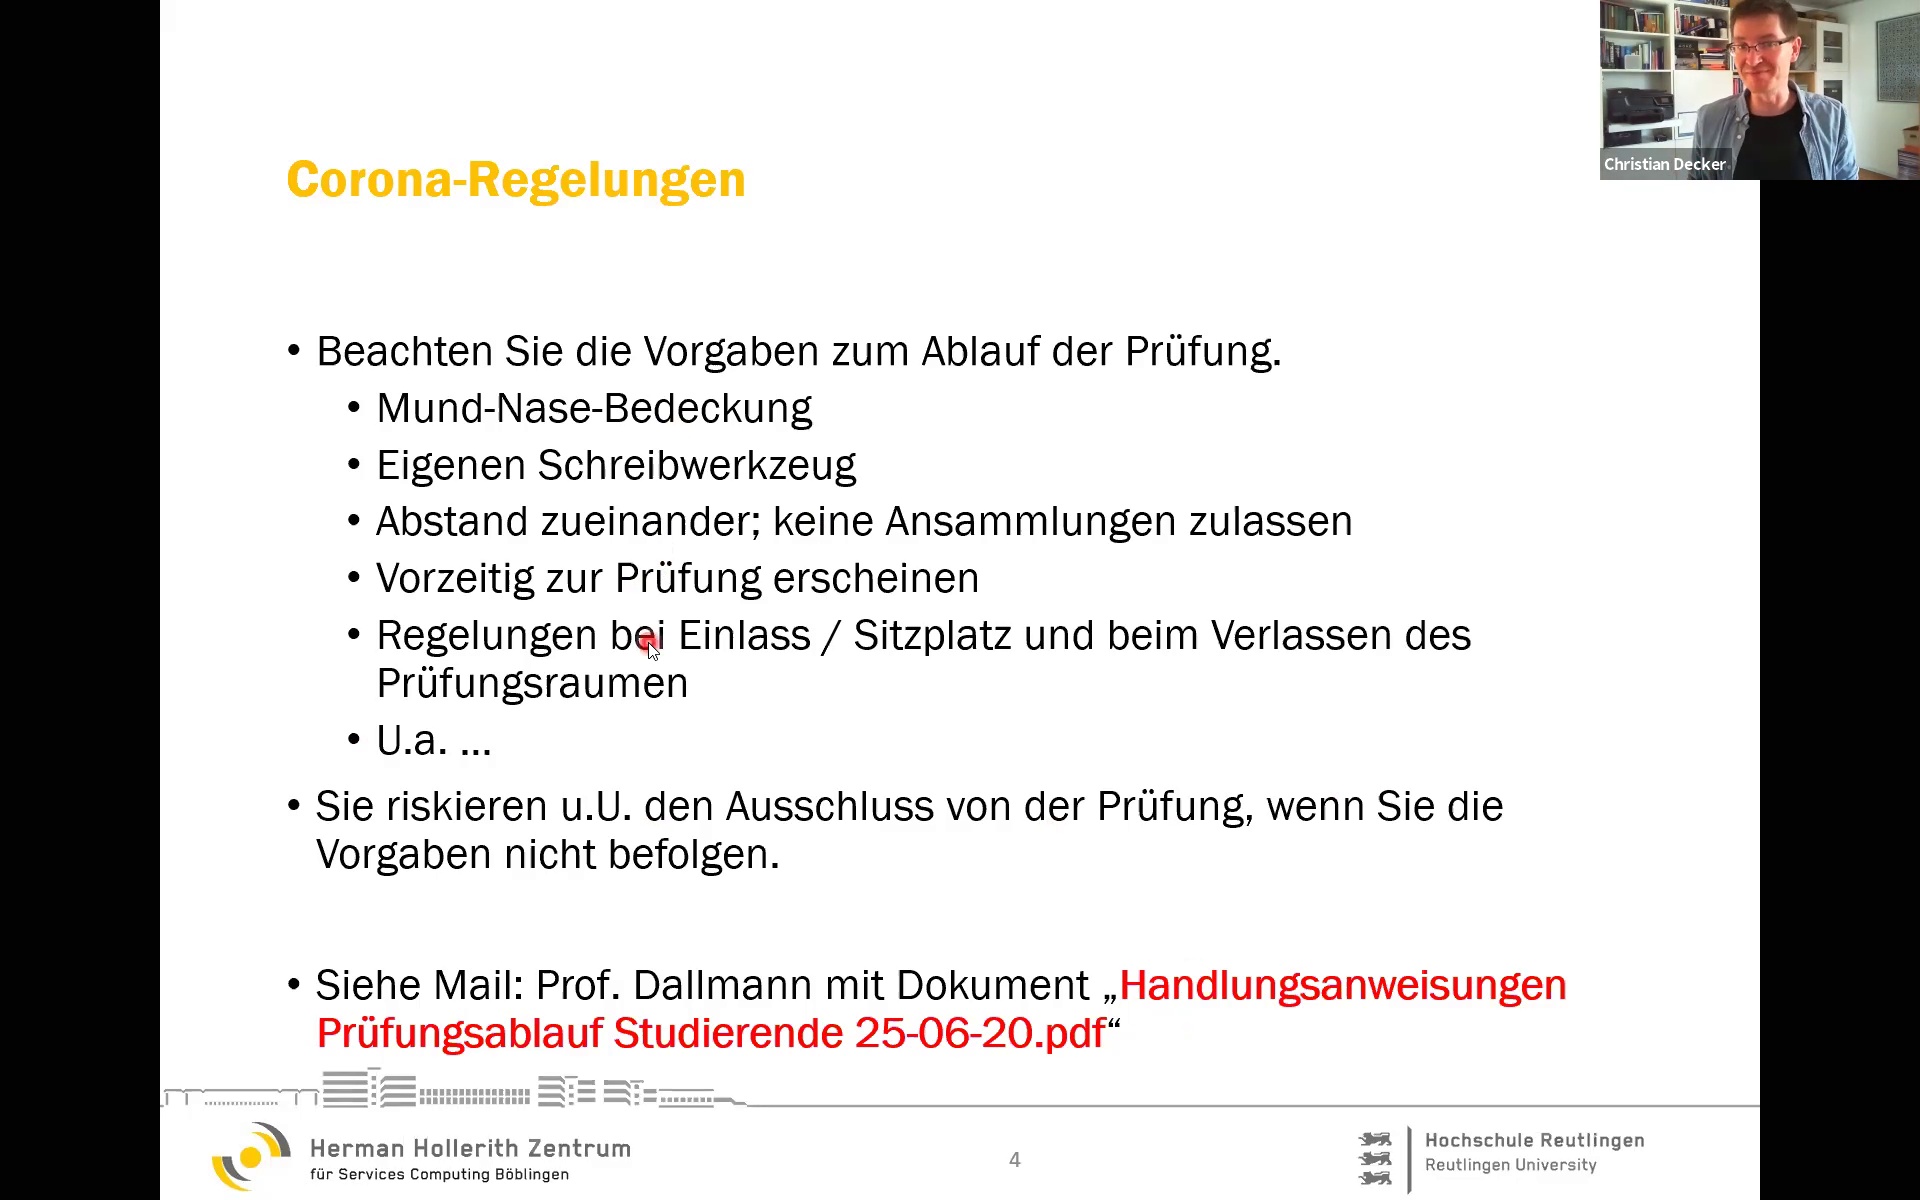 Christian Decker
Corona-Regelungen
• Beachten Sie die Vorgaben zum Ablauf der Prüfung.
• Mund-Nase-Bedeckung
• Eigenen Schreibwerkzeug
• Abstand zueinander; keine Ansammlungen zulassen
• Vorzeitig zur Prüfung erscheinen
• Regelungen bei Einlass / Sitzplatz und beim Verlassen des
Prüfungsraumen
• U.a. ...
• Sie riskieren u.U. den Ausschluss von der Prüfung, wenn Sie die
Vorgaben nicht befolgen.
• Siehe Mail: Prof. Dallmann mit Dokument „Handlungsanweisungen
Prüfungsablauf Studierende 25-06-20.pdf“
Herman Hollerith Zentrum
für Services Computing Böblingen
4
Hochschule Reutlingen
Reutlingen University